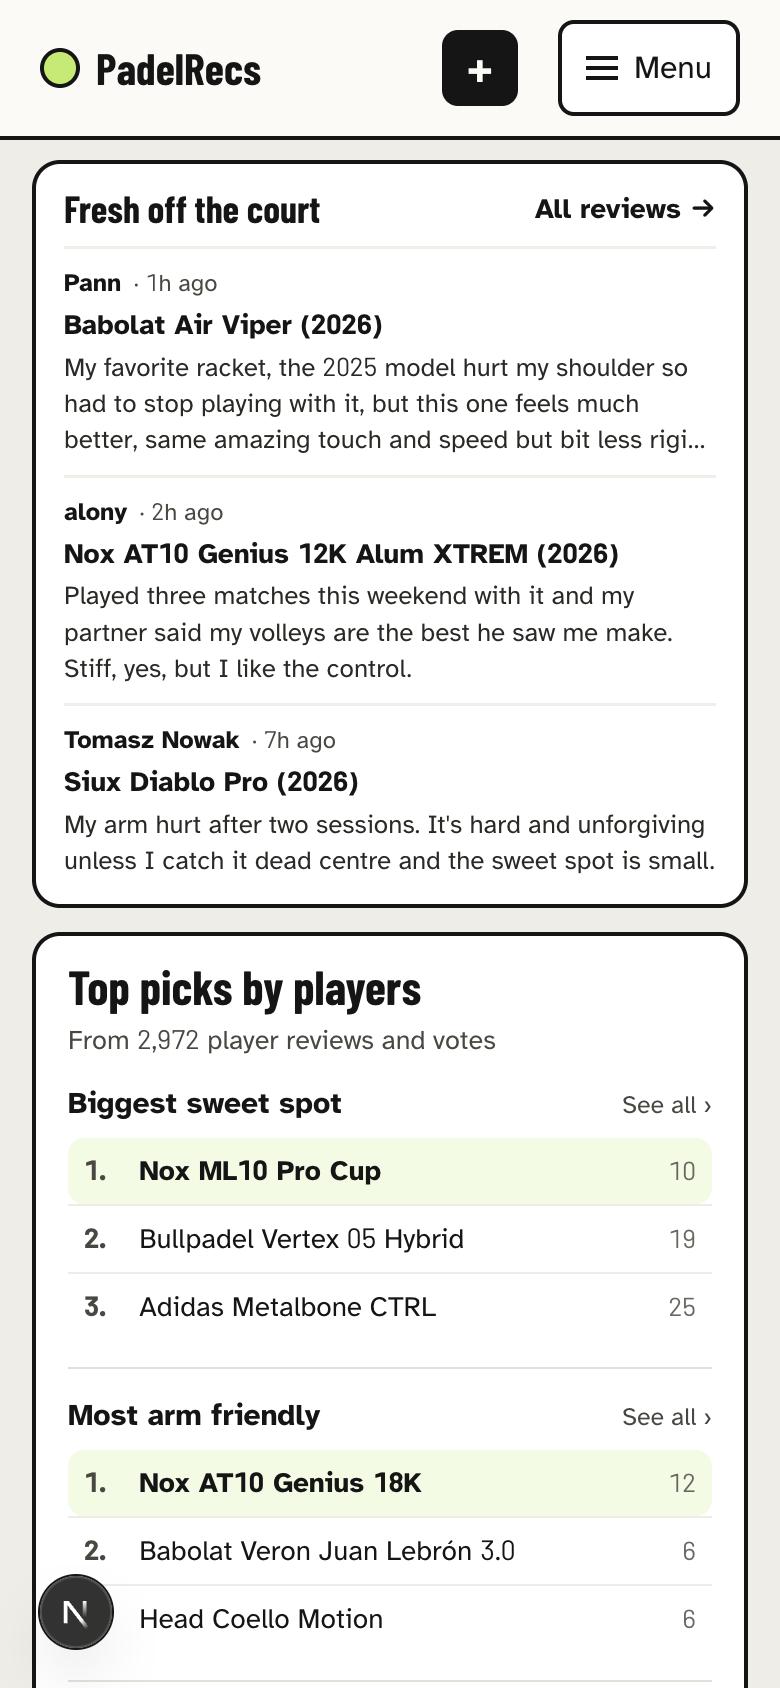 PadelRecs
+
Menu
Fresh off the court
All reviews →
Pann · 1h ago
Babolat Air Viper (2026)
My favorite racket, the 2025 model hurt my shoulder so
had to stop playing with it, but this one feels much
better, same amazing touch and speed but bit less rigi...
alony · 2h ago
Nox AT10 Genius 12K Alum XTREM (2026)
Played three matches this weekend with it and my
partner said my volleys are the best he saw me make.
Stiff, yes, but I like the control.
Tomasz Nowak · 7h ago
Siux Diablo Pro (2026)
My arm hurt after two sessions. It's hard and unforgiving
unless I catch it dead centre and the sweet spot is small.
Top picks by players
From 2,972 player reviews and votes
Biggest sweet spot
See all ›
1. Nox ML10 Pro Cup 10
2. Bullpadel Vertex 05 Hybrid 19
3. Adidas Metalbone CTRL 25
Most arm friendly
See all ›
1. Nox AT10 Genius 18K 12
2. Babolat Veron Juan Lebrón 3.0 6
N
Head Coello Motion 6